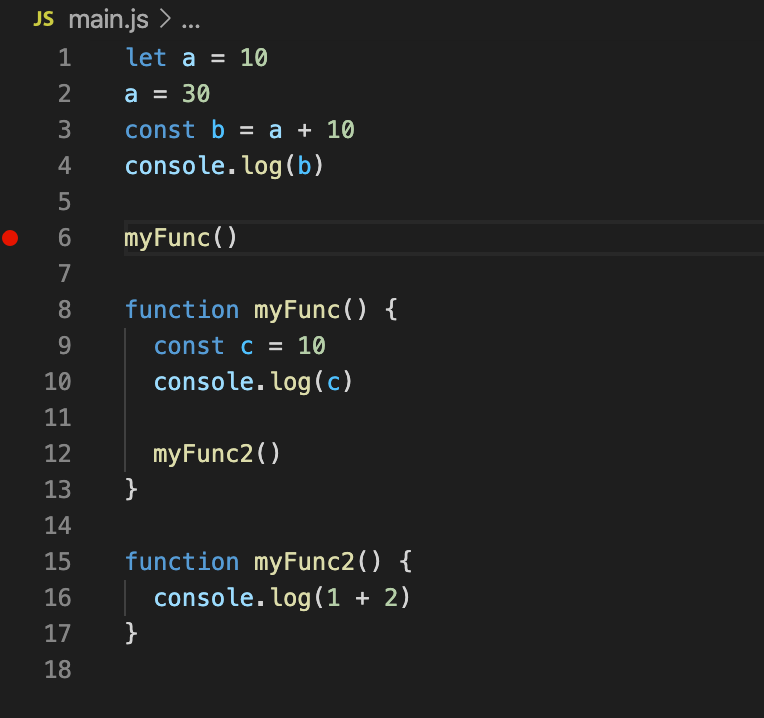 JS main.js > ...
1 let a = 10
2 a = 30
3 const b = a + 10
4 console.log(b)
5
6 myFunc()
7
8 function myFunc() {
9   const c = 10
10   console.log(c)
11
12   myFunc2()
13 }
14
15 function myFunc2() {
16   console.log(1 + 2)
17 }
18